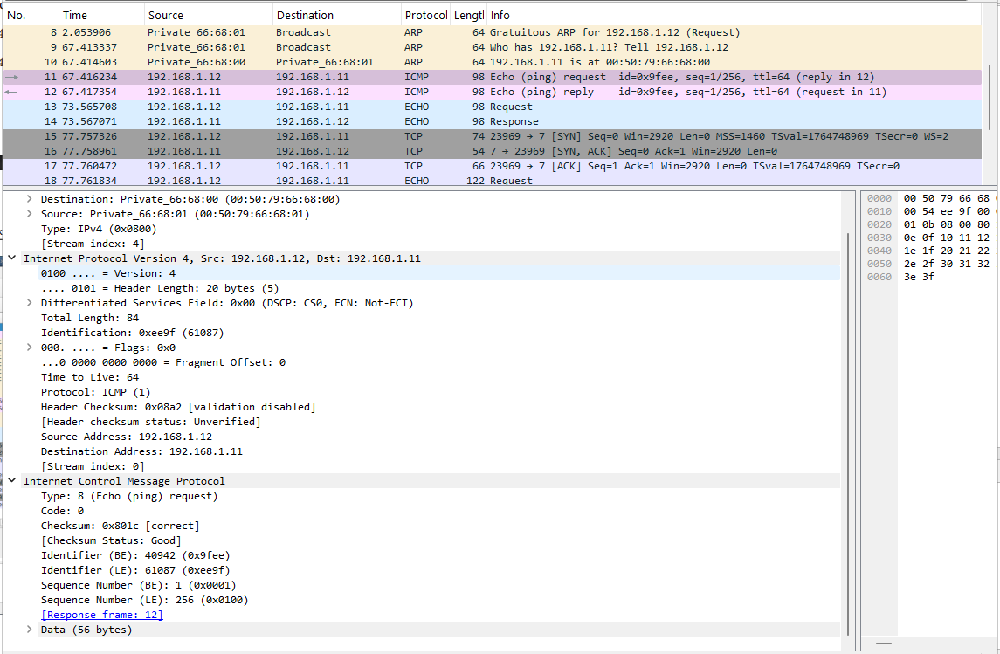 No. Time Source Destination Protocol Lengtl Info
8 2.053906 Private_66:68:01 Broadcast ARP 64 Gratuitous ARP for 192.168.1.12 (Request)
9 67.413337 Private_66:68:01 Broadcast ARP 64 Who has 192.168.1.11? Tell 192.168.1.12
10 67.414603 Private_66:68:00 Private_66:68:01 ARP 64 192.168.1.11 is at 00:50:79:66:68:00
11 67.416234 192.168.1.12 192.168.1.11 ICMP 98 Echo (ping) request id=0x9fee, seq=1/256, ttl=64 (reply in 12)
12 67.417354 192.168.1.11 192.168.1.12 ICMP 98 Echo (ping) reply id=0x9fee, seq=1/256, ttl=64 (request in 11)
13 73.565708 192.168.1.12 192.168.1.11 ECHO 98 Request
14 73.567071 192.168.1.11 192.168.1.12 ECHO 98 Response
15 77.757326 192.168.1.12 192.168.1.11 TCP 74 23969 → 7 [SYN] Seq=0 Win=2920 Len=0 MSS=1460 TSval=1764748969 TSecr=0 WS=2
16 77.758961 192.168.1.11 192.168.1.12 TCP 54 7 → 23969 [SYN, ACK] Seq=0 Ack=1 Win=2920 Len=0
17 77.760472 192.168.1.12 192.168.1.11 TCP 66 23969 → 7 [ACK] Seq=1 Ack=1 Win=2920 Len=0 TSval=1764748969 TSecr=0
18 77.761834 192.168.1.12 192.168.1.11 ECHO 122 Request
Destination: Private_66:68:00 (00:50:79:66:68:00)
Source: Private_66:68:01 (00:50:79:66:68:01)
Type: IPv4 (0x0800)
[Stream index: 4]
Internet Protocol Version 4, Src: 192.168.1.12, Dst: 192.168.1.11
0100 .... = Version: 4
.... 0101 = Header Length: 20 bytes (5)
Differentiated Services Field: 0x00 (DSCP: CS0, ECN: Not-ECT)
Total Length: 84
Identification: 0xee9f (61087)
000. .... = Flags: 0x0
...0 0000 0000 0000 = Fragment Offset: 0
Time to Live: 64
Protocol: ICMP (1)
Header Checksum: 0x08a2 [validation disabled]
[Header checksum status: Unverified]
Source Address: 192.168.1.12
Destination Address: 192.168.1.11
[Stream index: 0]
Internet Control Message Protocol
Type: 8 (Echo (ping) request)
Code: 0
Checksum: 0x801c [correct]
[Checksum Status: Good]
Identifier (BE): 40942 (0x9fee)
Identifier (LE): 61087 (0xee9f)
Sequence Number (BE): 1 (0x0001)
Sequence Number (LE): 256 (0x0100)
[Response frame: 12]
Data (56 bytes)
0000 00 50 79 66 68
0010 00 54 ee 9f 00
0020 01 0b 08 00 80
0030 0e 0f 10 11 12
0040 1e 1f 20 21 22
0050 2e 2f 30 31 32
0060 3e 3f